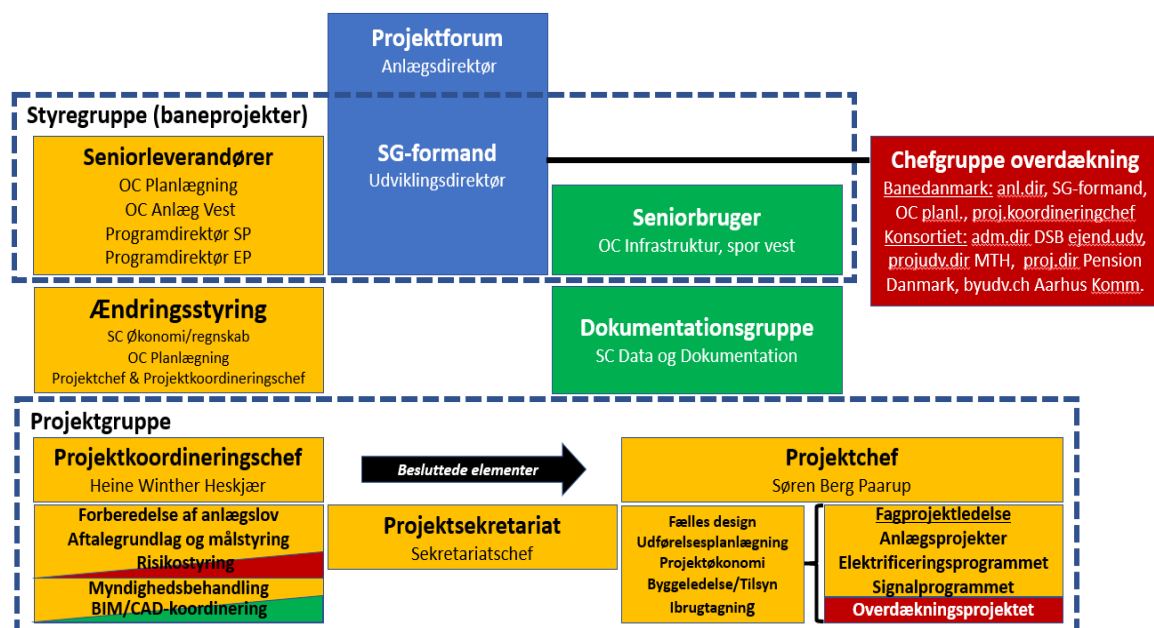 Projektforum
Anlægsdirektør
Styregruppe (baneprojekter)
Seniorleverandører
OC Planlægning
OC Anlæg Vest
Programdirektør SP
Programdirektør EP
SG-formand
Udviklingsdirektør
Seniorbruger
OC Infrastruktur, spor vest
Chefgruppe overdækning
Banedanmark: anl.dir, SG-formand,
OC planl., proj.koordineringchef
Konsortiet: adm.dir DSB ejend.udv,
projudv.dir MTH, proj.dir Pension
Danmark, byudv.ch Aarhus Komm.
Ændringsstyring
SC Økonomi/regnskab
OC Planlægning
Projektchef & Projektkoordineringschef
Dokumentationsgruppe
SC Data og Dokumentation
Projektgruppe
Projektkoordineringschef
Heine Winther Heskjær
Besluttede elementer
Projektchef
Søren Berg Paarup
Forberedelse af anlægslov
Aftalegrundlag og målstyring
Risikostyring
Myndighedsbehandling
BIM/CAD-koordinering
Projektsekretariat
Sekretariatschef
Fælles design
Udførelsesplanlægning
Projektøkonomi
Byggeledelse/Tilsyn
Ibrugtagning
Fagprojektledelse
Anlægsprojekter
Elektrificeringsprogrammet
Signalprogrammet
Overdækningsprojektet